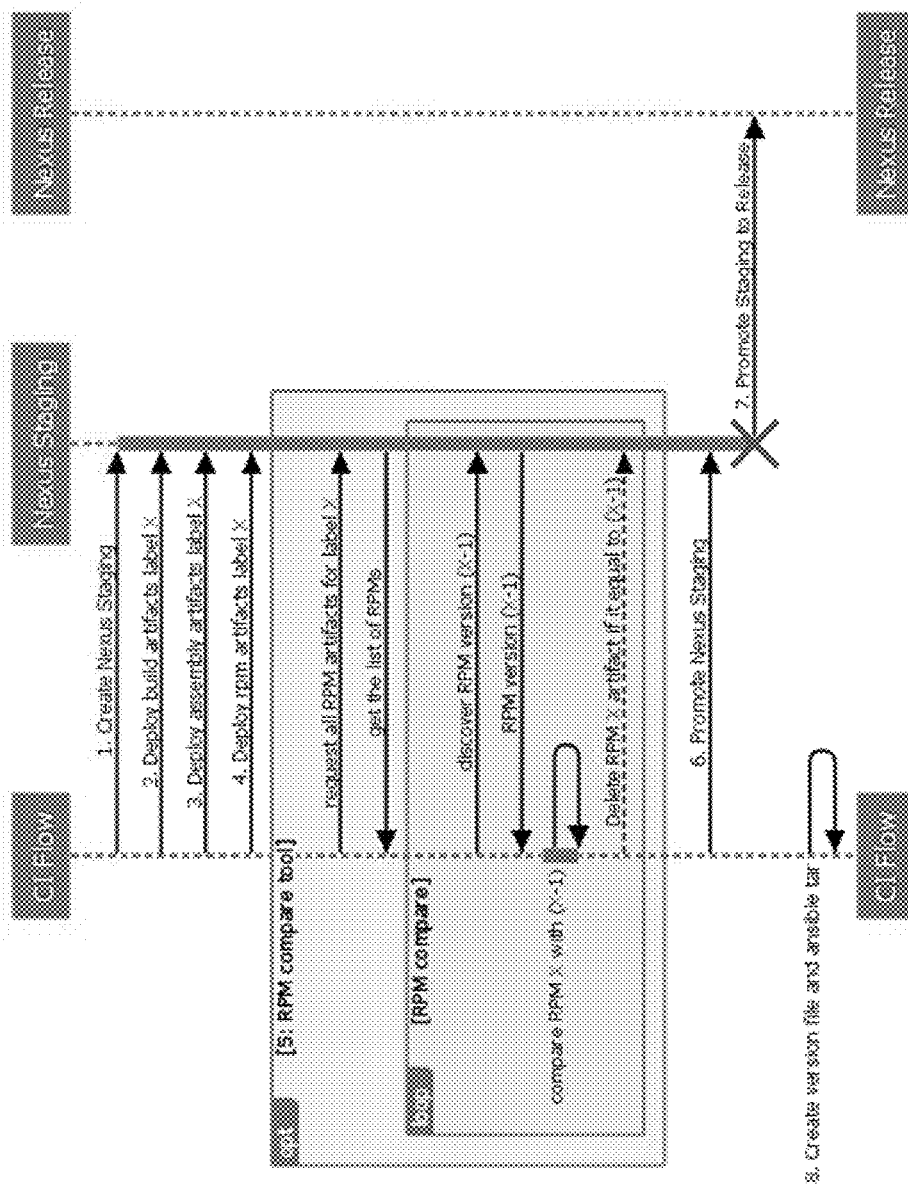 CI Flow
Nexus Staging
Nexus Release
1. Create Nexus Staging
2. Deploy build artifacts label X
3. Deploy assembly artifacts label X
4. Deploy rpm artifacts label X
[5: RPM compare tool]
request all RPM artifacts for label X
get the list of RPMs
[RPM compare]
discover RPM version (X-1)
RPM version (X-1)
compare RPM X with (X-1)
Delete RPM X artifact if it equal to (X-1)
6. Promote Nexus Staging
7. Promote Staging to Release
8. Create version file and ansible tar
CI Flow
Nexus Release